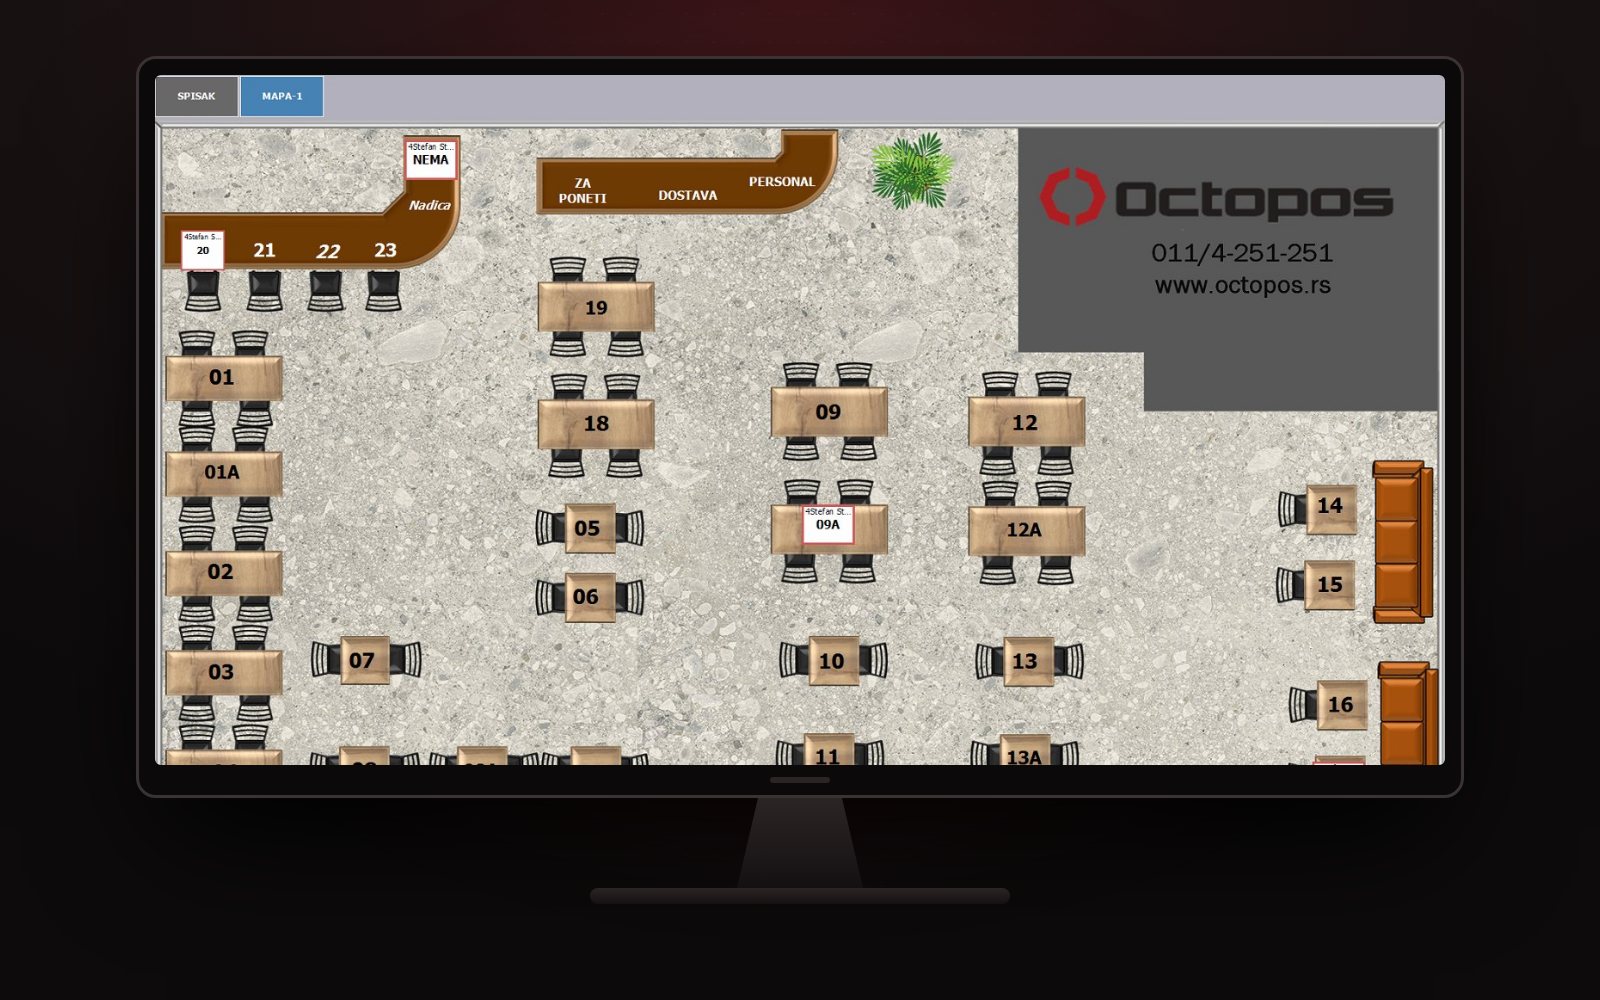 SPISAK
MAPA-1
4Stefan St...
NEMA
Nadica
4Stefan S...
20
21
22
23
ZA
PONETI
DOSTAVA
PERSONAL
Octopos
011/4-251-251
www.octopos.rs
19
01
18
09
12
01A
4Stefan St...
09A
12A
14
05
02
06
15
03
07
10
13
16
11
13A